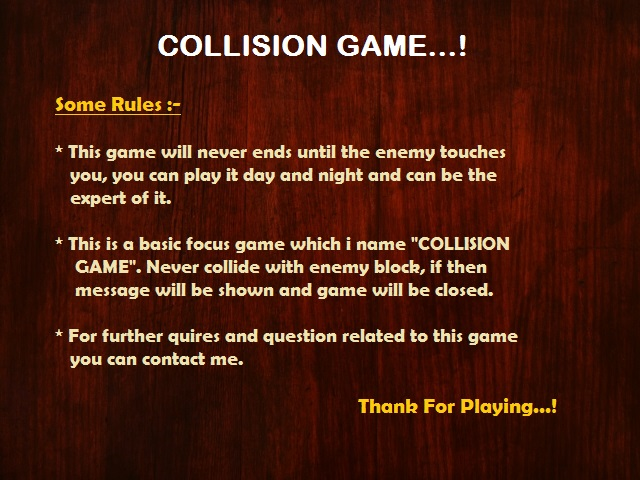 COLLISION GAME...!
Some Rules :-
* This game will never ends until the enemy touches
you, you can play it day and night and can be the
expert of it.
* This is a basic focus game which i name "COLLISION
GAME". Never collide with enemy block, if then
message will be shown and game will be closed.
* For further quires and question related to this game
you can contact me.
Thank For Playing...!